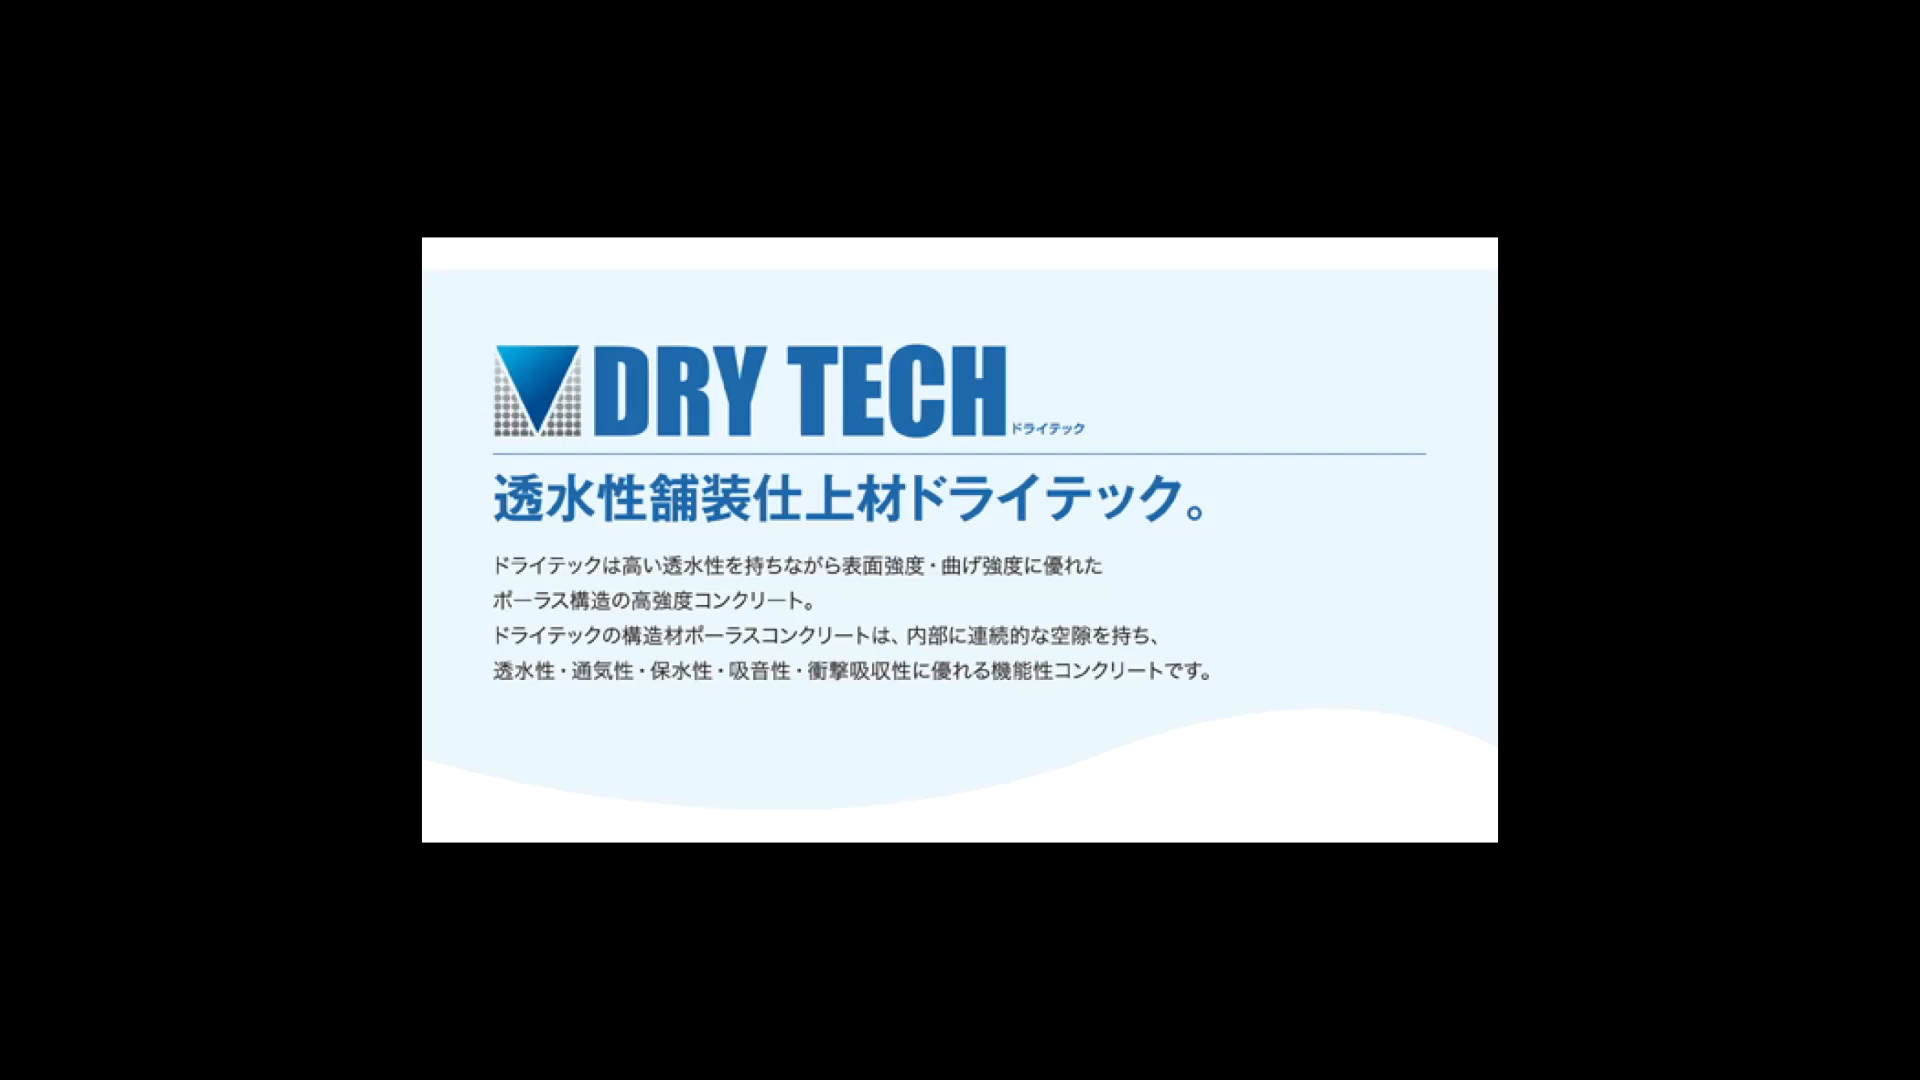 DRY TECH ドライテック
透水性舗装仕上材ドライテック。
ドライテックは高い透水性を持ちながら表面強度・曲げ強度に優れた
ポーラス構造の高強度コンクリート。
ドライテックの構造材ポーラスコンクリートは、内部に連続的な空隙を持ち、
透水性・通気性・保水性・吸音性・衝撃吸収性に優れる機能性コンクリートです。